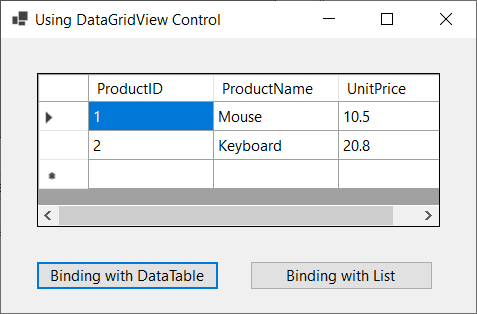 Using DataGridView Control
ProductID ProductName UnitPrice
1 Mouse 10.5
2 Keyboard 20.8
Binding with DataTable Binding with List